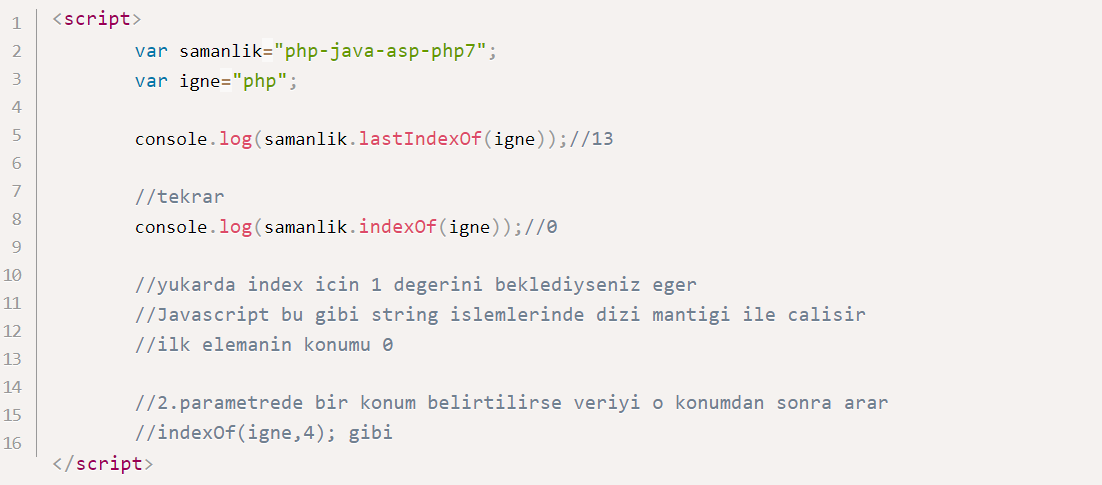 1 <script>
2 var samanlik="php-java-asp-php7";
3 var igne="php";
4
5 console.log(samanlik.lastIndexOf(igne));//13
6
7 //tekrar
8 console.log(samanlik.indexOf(igne));//0
9
10 //yukarda index icin 1 degerini beklediyseniz eger
11 //Javascript bu gibi string islemlerinde dizi mantigi ile calisir
12 //ilk elemanin konumu 0
13
14 //2.parametrede bir konum belirtilirse veriyi o konumdan sonra arar
15 //indexOf(igne,4); gibi
16 </script>